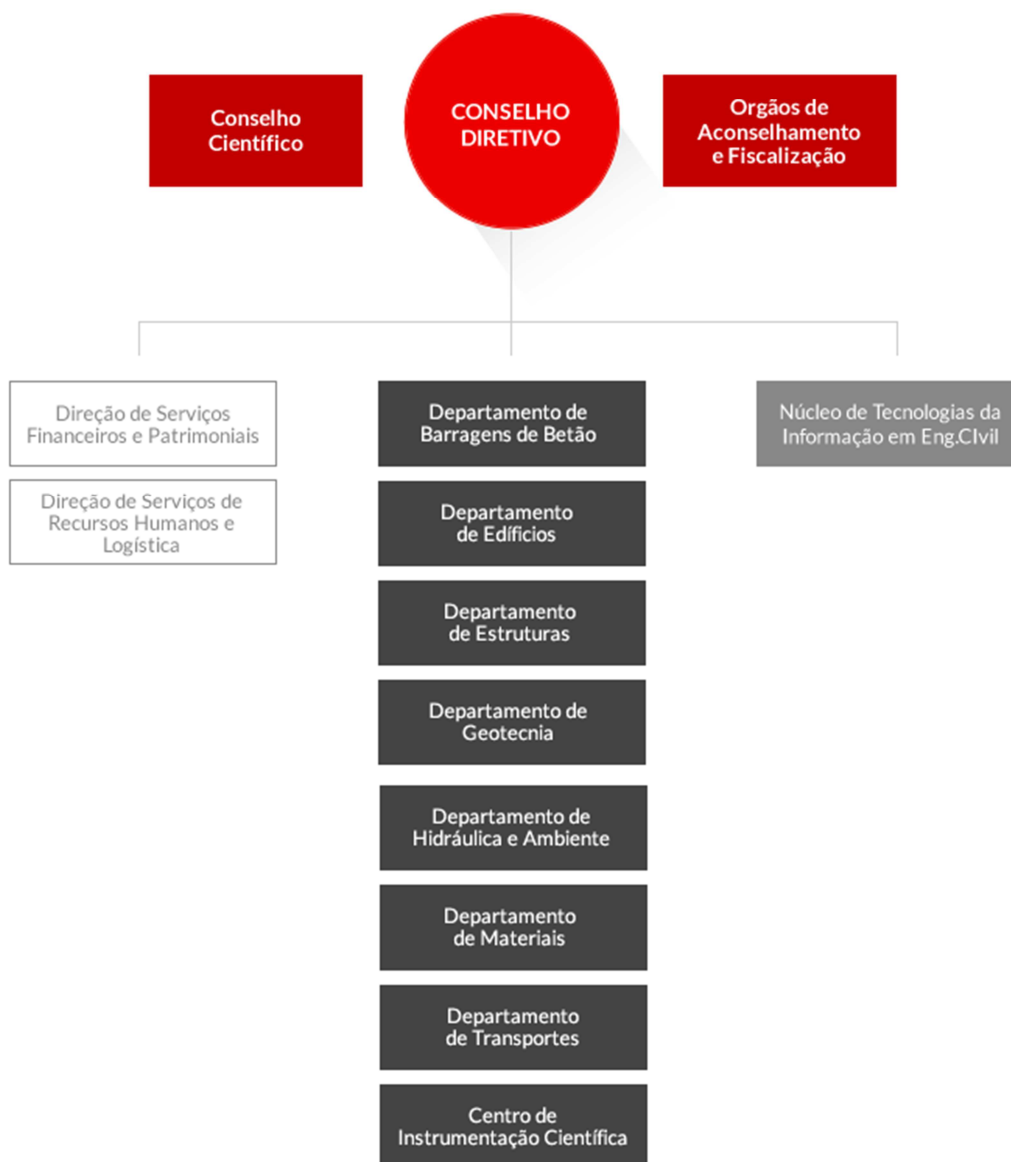 Conselho
Científico
CONSELHO
DIRETIVO
Orgãos de
Aconselhamento
e Fiscalização
Direção de Serviços
Financeiros e Patrimoniais
Direção de Serviços de
Recursos Humanos e
Logística
Departamento de
Barragens de Betão
Departamento
de Edíficios
Departamento
de Estruturas
Departamento de
Geotecnia
Departamento de
Hidráulica e Ambiente
Departamento
de Materiais
Departamento
de Transportes
Centro de
Instrumentação Científica
Núcleo de Tecnologias da
Informação em Eng.CIvil